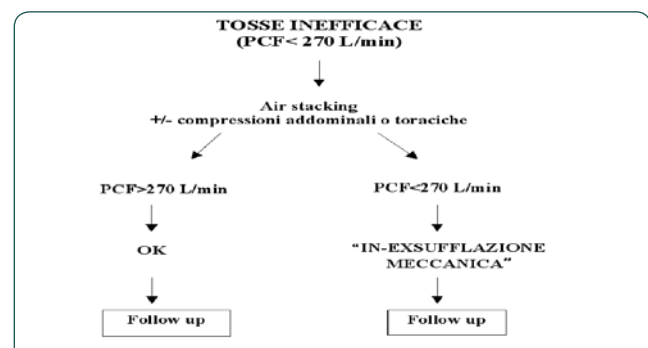 TOSSE INEFFICACE
(PCF< 270 L/min)
Air stacking
+/- compressioni addominali o toraciche
PCF>270 L/min
PCF<270 L/min
OK
"IN-EXSUFFLAZIONE
MECCANICA"
Follow up
Follow up